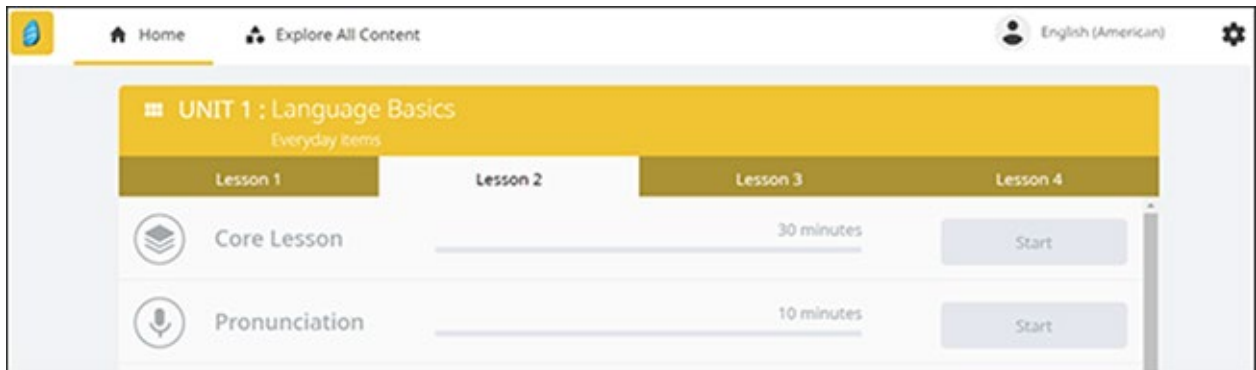 Home
Explore All Content
English (American)
UNIT 1 : Language Basics
Everyday items
Lesson 1
Lesson 2
Lesson 3
Lesson 4
Core Lesson
30 minutes
Start
Pronunciation
10 minutes
Start